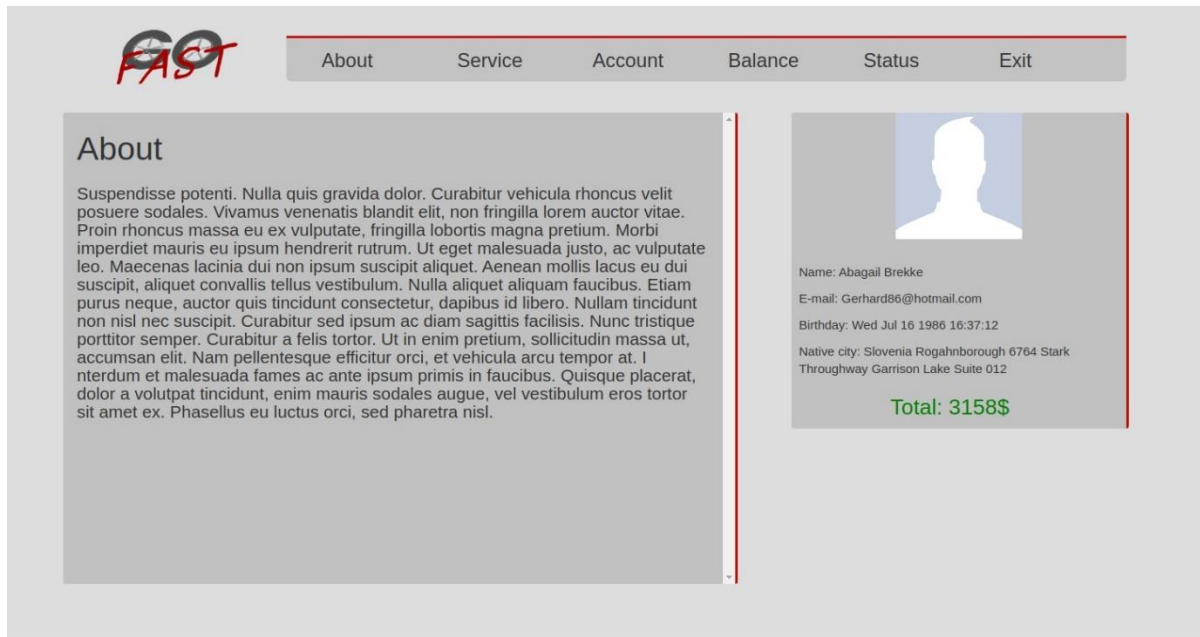 GO
FAST
About
Service
Account
Balance
Status
Exit
About
Suspendisse potenti. Nulla quis gravida dolor. Curabitur vehicula rhoncus velit
posuere sodales. Vivamus venenatis blandit elit, non fringilla lorem auctor vitae.
Proin rhoncus massa eu ex vulputate, fringilla lobortis magna pretium. Morbi
imperdiet mauris eu ipsum hendrerit rutrum. Ut eget malesuada justo, ac vulputate
leo. Maecenas lacinia dui non ipsum suscipit aliquet. Aenean mollis lacus eu dui
suscipit, aliquet convallis tellus vestibulum. Nulla aliquet aliquam faucibus. Etiam
purus neque, auctor quis tincidunt consectetur, dapibus id libero. Nullam tincidunt
non nisl nec suscipit. Curabitur sed ipsum ac diam sagittis facilisis. Nunc tristique
porttitor semper. Curabitur a felis tortor. Ut in enim pretium, sollicitudin massa ut,
accumsan elit. Nam pellentesque efficitur orci, et vehicula arcu tempor at. I
nterdum et malesuada fames ac ante ipsum primis in faucibus. Quisque placerat,
dolor a volutpat tincidunt, enim mauris sodales augue, vel vestibulum eros tortor
sit amet ex. Phasellus eu luctus orci, sed pharetra nisl.
Name: Abagail Brekke
E-mail: Gerhard86@hotmail.com
Birthday: Wed Jul 16 1986 16:37:12
Native city: Slovenia Rogahnborough 6764 Stark
Throughway Garrison Lake Suite 012
Total: 3158$